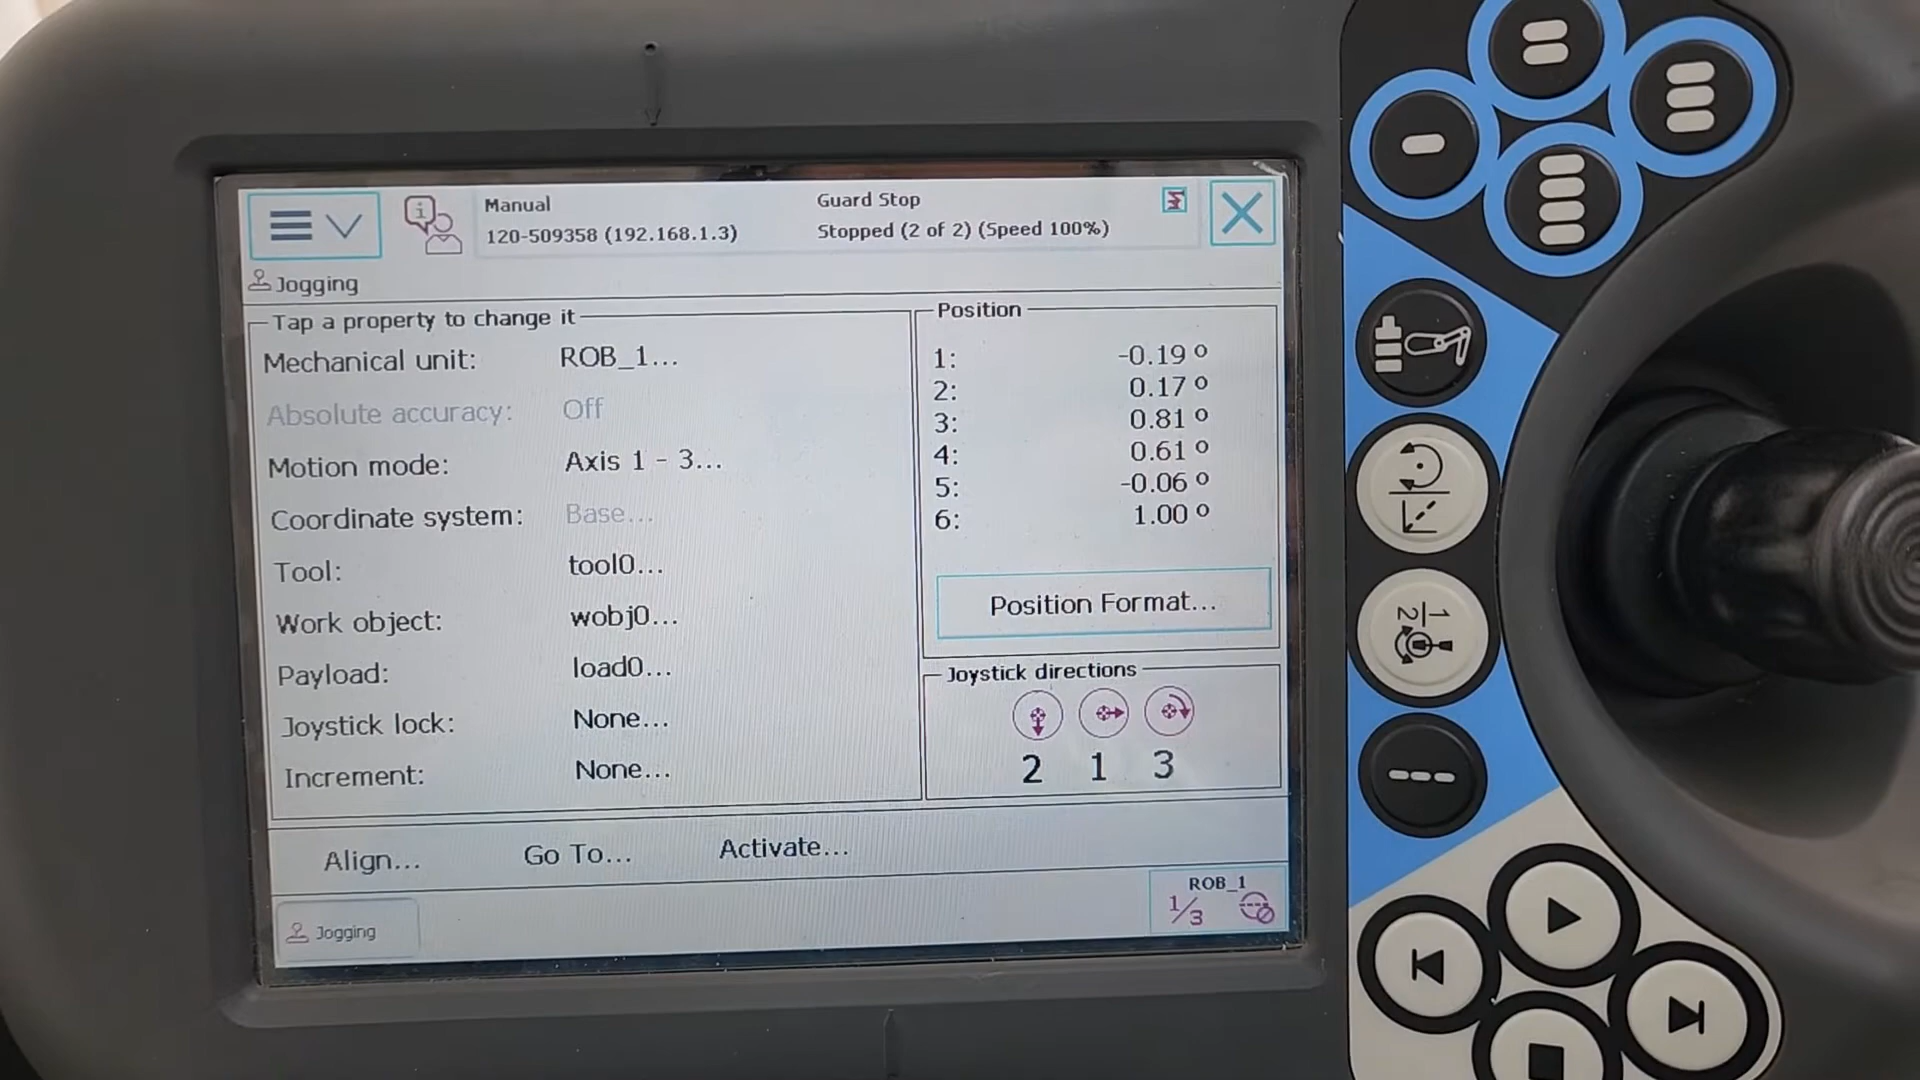 Manual
120-509358 (192.168.1.3)
Guard Stop
Stopped (2 of 2) (Speed 100%)
Jogging
Tap a property to change it
Mechanical unit: ROB_1...
Absolute accuracy: Off
Motion mode: Axis 1 - 3...
Coordinate system: Base...
Tool: tool0...
Work object: wobj0...
Payload: load0...
Joystick lock: None...
Increment: None...
Position
1: -0.19 º
2: 0.17 º
3: 0.81 º
4: 0.61 º
5: -0.06 º
6: 1.00 º
Position Format...
Joystick directions
2 1 3
Align... Go To... Activate...
Jogging
ROB_1
1/3
1/2